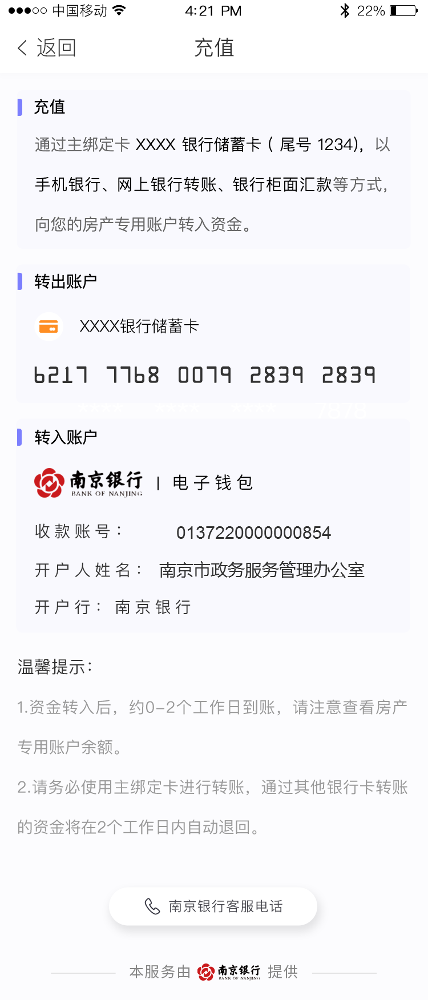 中国移动 4:21 PM 22%
返回 充值
充值
通过主绑定卡 XXXX 银行储蓄卡（尾号 1234)，以
手机银行、网上银行转账、银行柜面汇款等方式，
向您的房产专用账户转入资金。
转出账户
XXXX银行储蓄卡
6217 7768 0079 2839 2839
**** **** **** 7878
转入账户
南京银行 BANK OF NANJING | 电子钱包
收款账号： 0137220000000854
开户人姓名： 南京市政务服务管理办公室
开户行： 南京银行
温馨提示：
1.资金转入后，约0-2个工作日到账，请注意查看房产
专用账户余额。
2.请务必使用主绑定卡进行转账，通过其他银行卡转账
的资金将在2个工作日内自动退回。
南京银行客服电话
本服务由 南京银行 BANK OF NANJING 提供